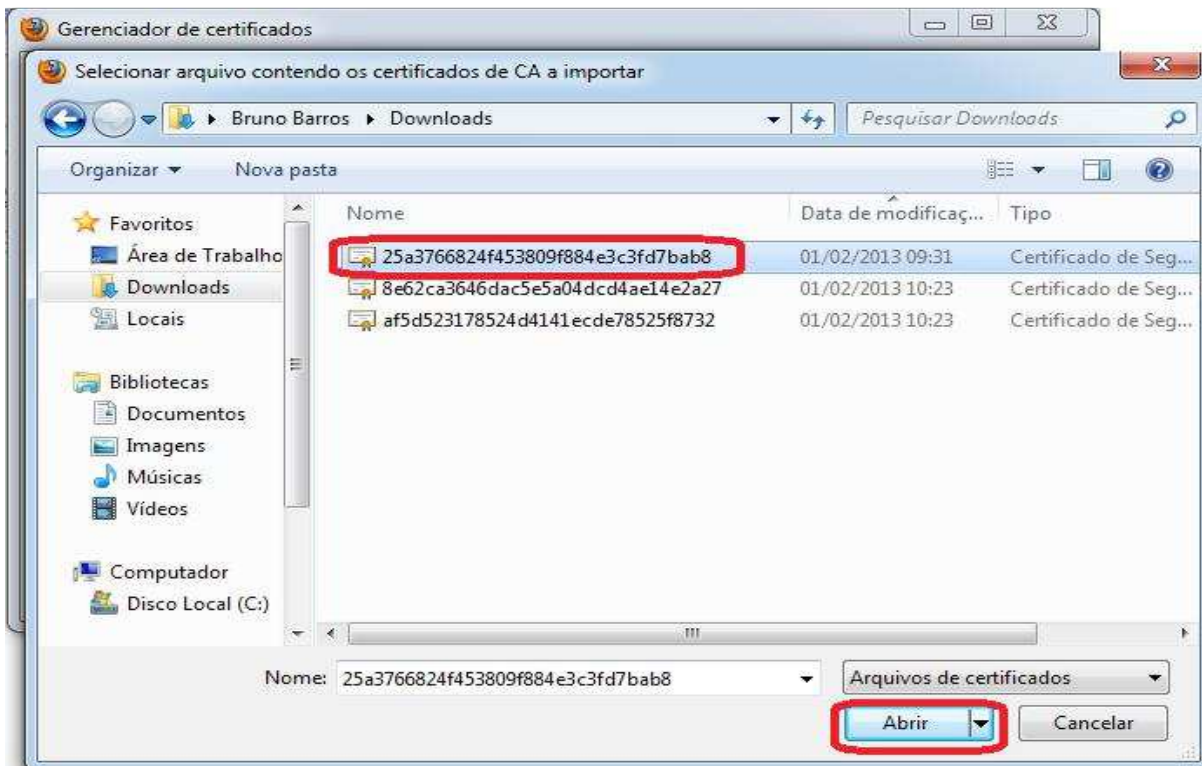 Gerenciador de certificados
Selecionar arquivo contendo os certificados de CA a importar
Bruno Barros Downloads
Pesquisar Downloads
Organizar Nova pasta
Nome Data de modificaç... Tipo
Favoritos
Área de Trabalho
Downloads
Locais
Bibliotecas
Documentos
Imagens
Músicas
Vídeos
Computador
Disco Local (C:)
25a3766824f453809f884e3c3fd7bab8 01/02/2013 09:31 Certificado de Seg...
8e62ca3646dac5e5a04dcd4ae14e2a27 01/02/2013 10:23 Certificado de Seg...
af5d523178524d4141ecde78525f8732 01/02/2013 10:23 Certificado de Seg...
Nome: 25a3766824f453809f884e3c3fd7bab8 Arquivos de certificados
Abrir Cancelar